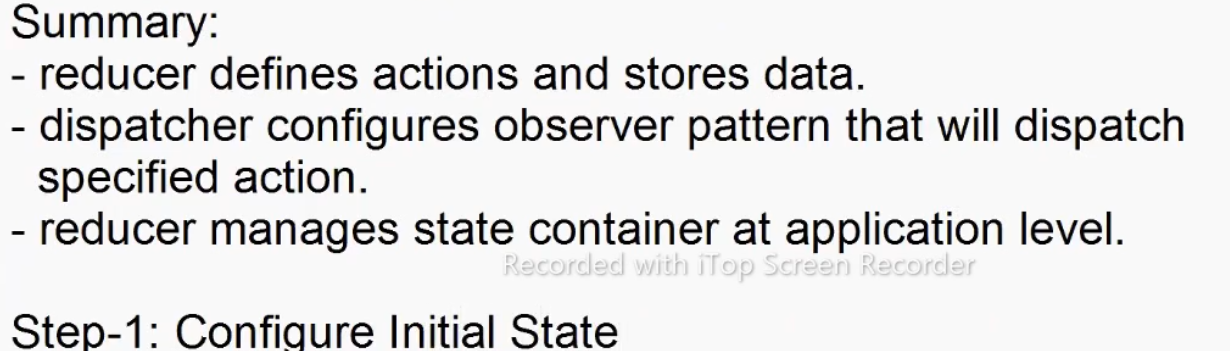 Summary:
- reducer defines actions and stores data.
- dispatcher configures observer pattern that will dispatch
specified action.
- reducer manages state container at application level.
Recorded with iTop Screen Recorder
Step-1: Configure Initial State